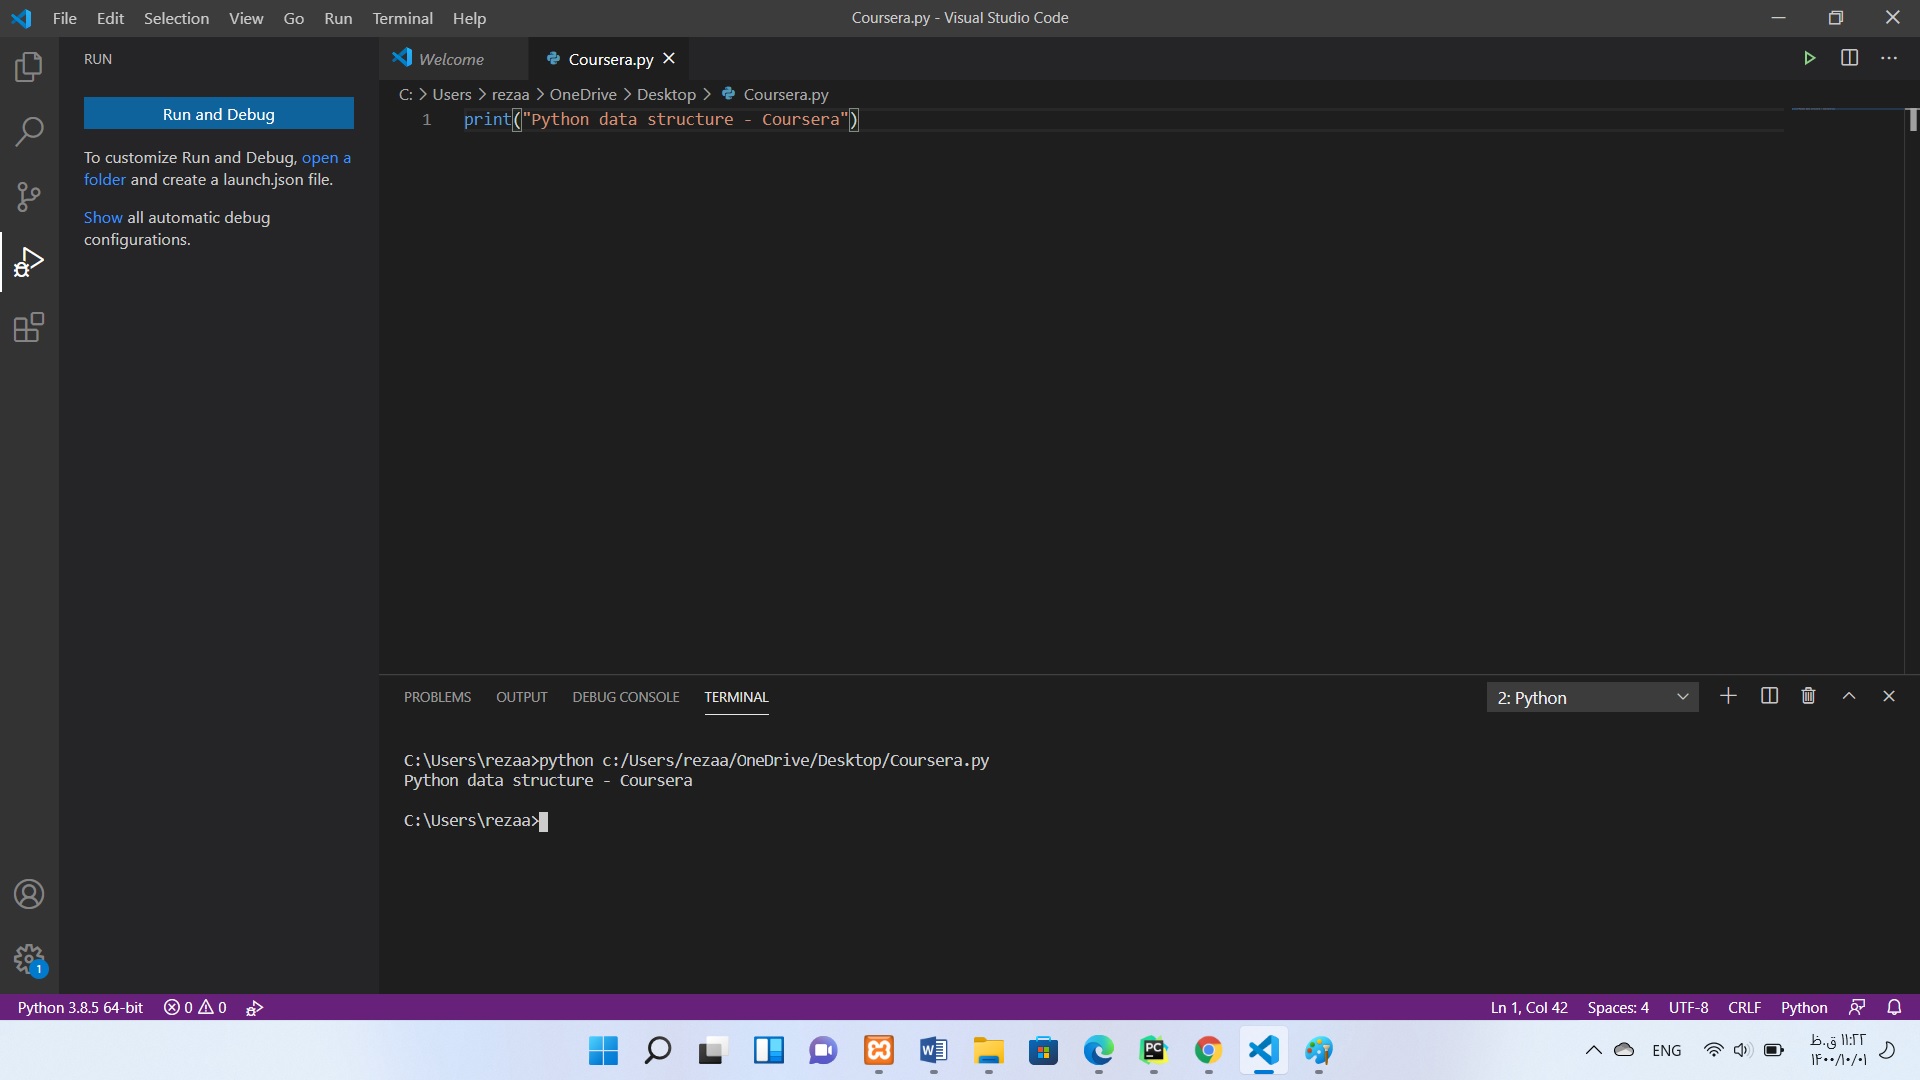 File Edit Selection View Go Run Terminal Help
Coursera.py - Visual Studio Code
RUN
Welcome
Coursera.py
Run and Debug
C: > Users > rezaa > OneDrive > Desktop > Coursera.py
1 print("Python data structure - Coursera")
To customize Run and Debug, open a
folder and create a launch.json file.
Show all automatic debug
configurations.
PROBLEMS OUTPUT DEBUG CONSOLE TERMINAL
2: Python
C:\Users\rezaa>python c:/Users/rezaa/OneDrive/Desktop/Coursera.py
Python data structure - Coursera
C:\Users\rezaa>
1
Python 3.8.5 64-bit 0 0
Ln 1, Col 42 Spaces: 4 UTF-8 CRLF Python
W
PC
ENG
۱۱:۲۲ ق.ظ
۱۴۰۰/۱۰/۰۱